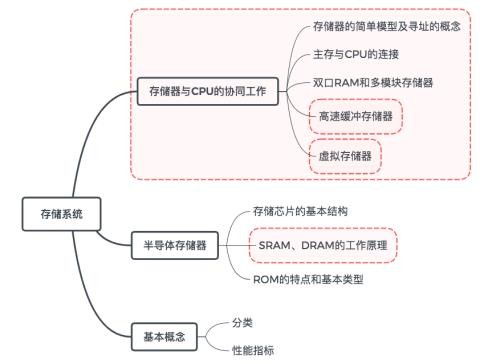 存储器的简单模型及寻址的概念
主存与CPU的连接
存储器与CPU的协同工作
双口RAM和多模块存储器
高速缓冲存储器
虚拟存储器
存储系统
存储芯片的基本结构
半导体存储器
SRAM、DRAM的工作原理
ROM的特点和基本类型
基本概念
分类
性能指标